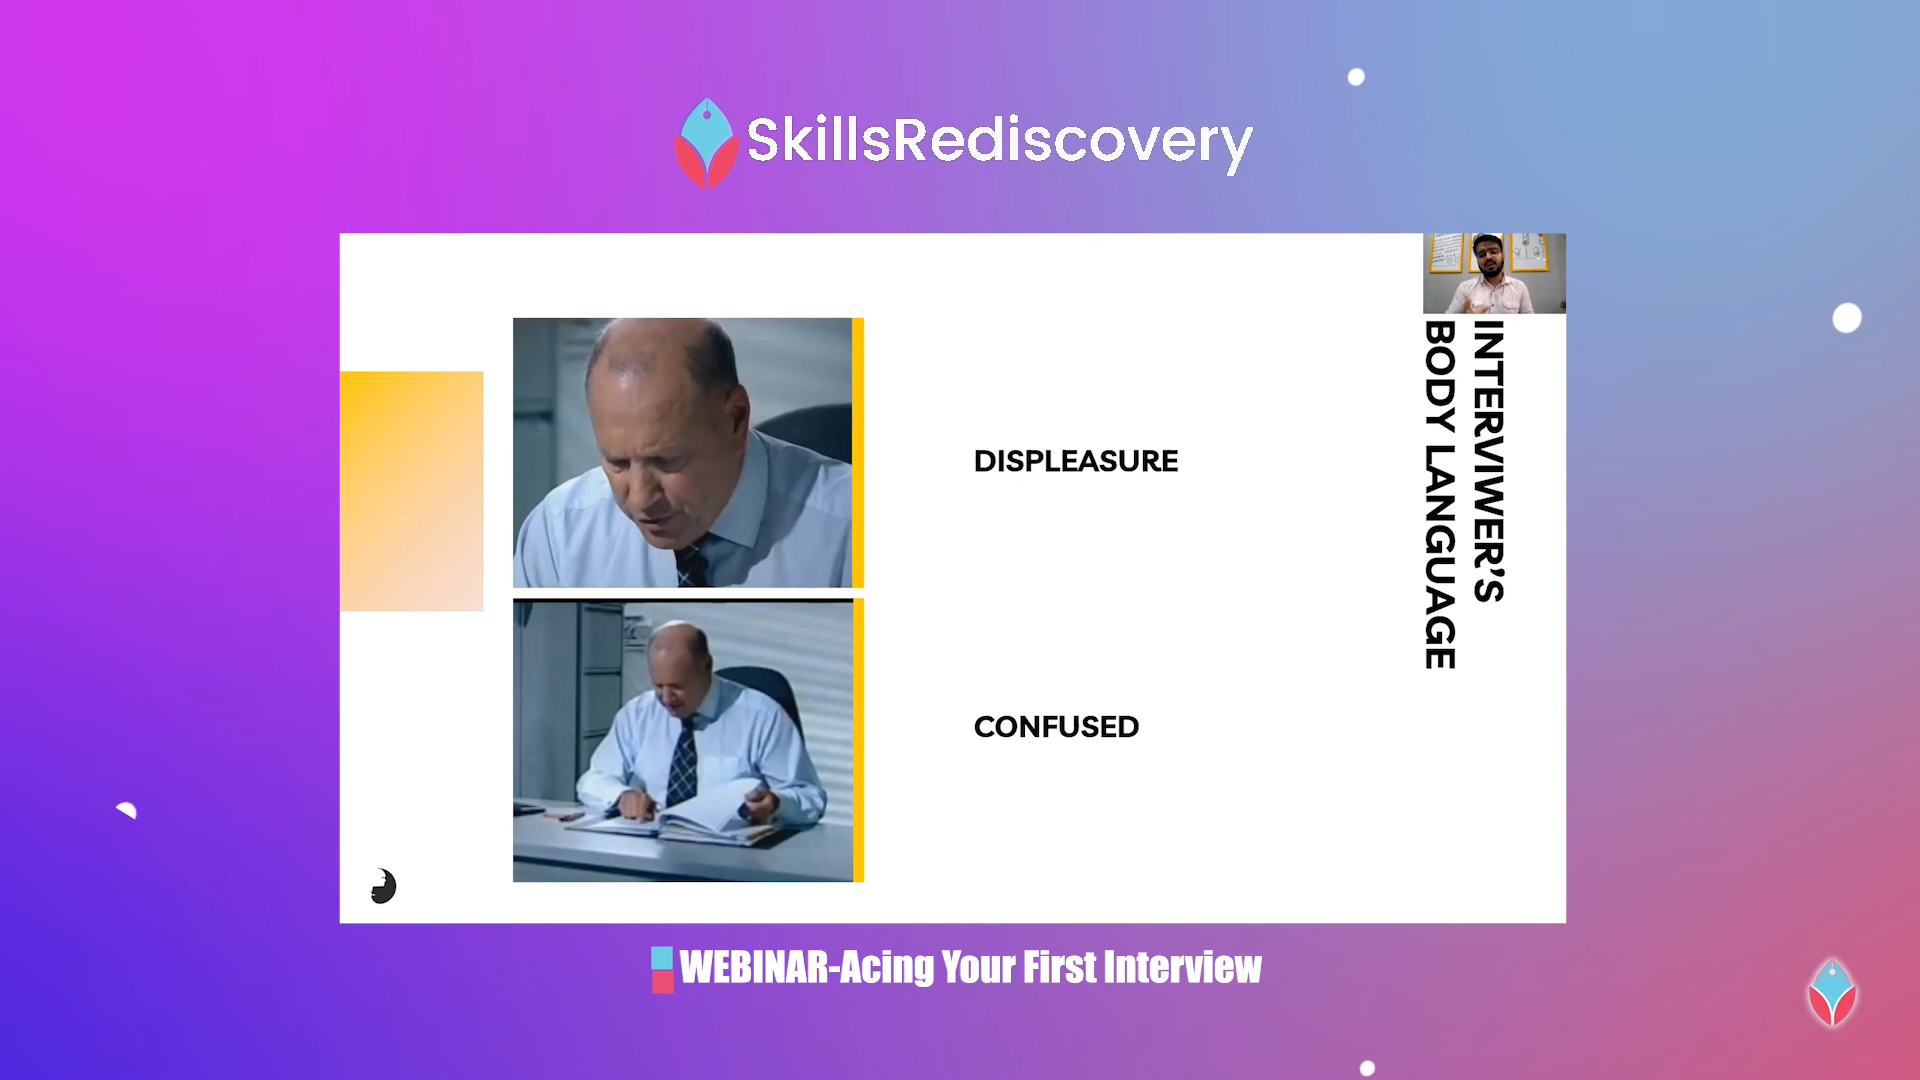 SkillsRediscovery
INTERVIWER'S
BODY LANGUAGE
DISPLEASURE
CONFUSED
WEBINAR-Acing Your First Interview